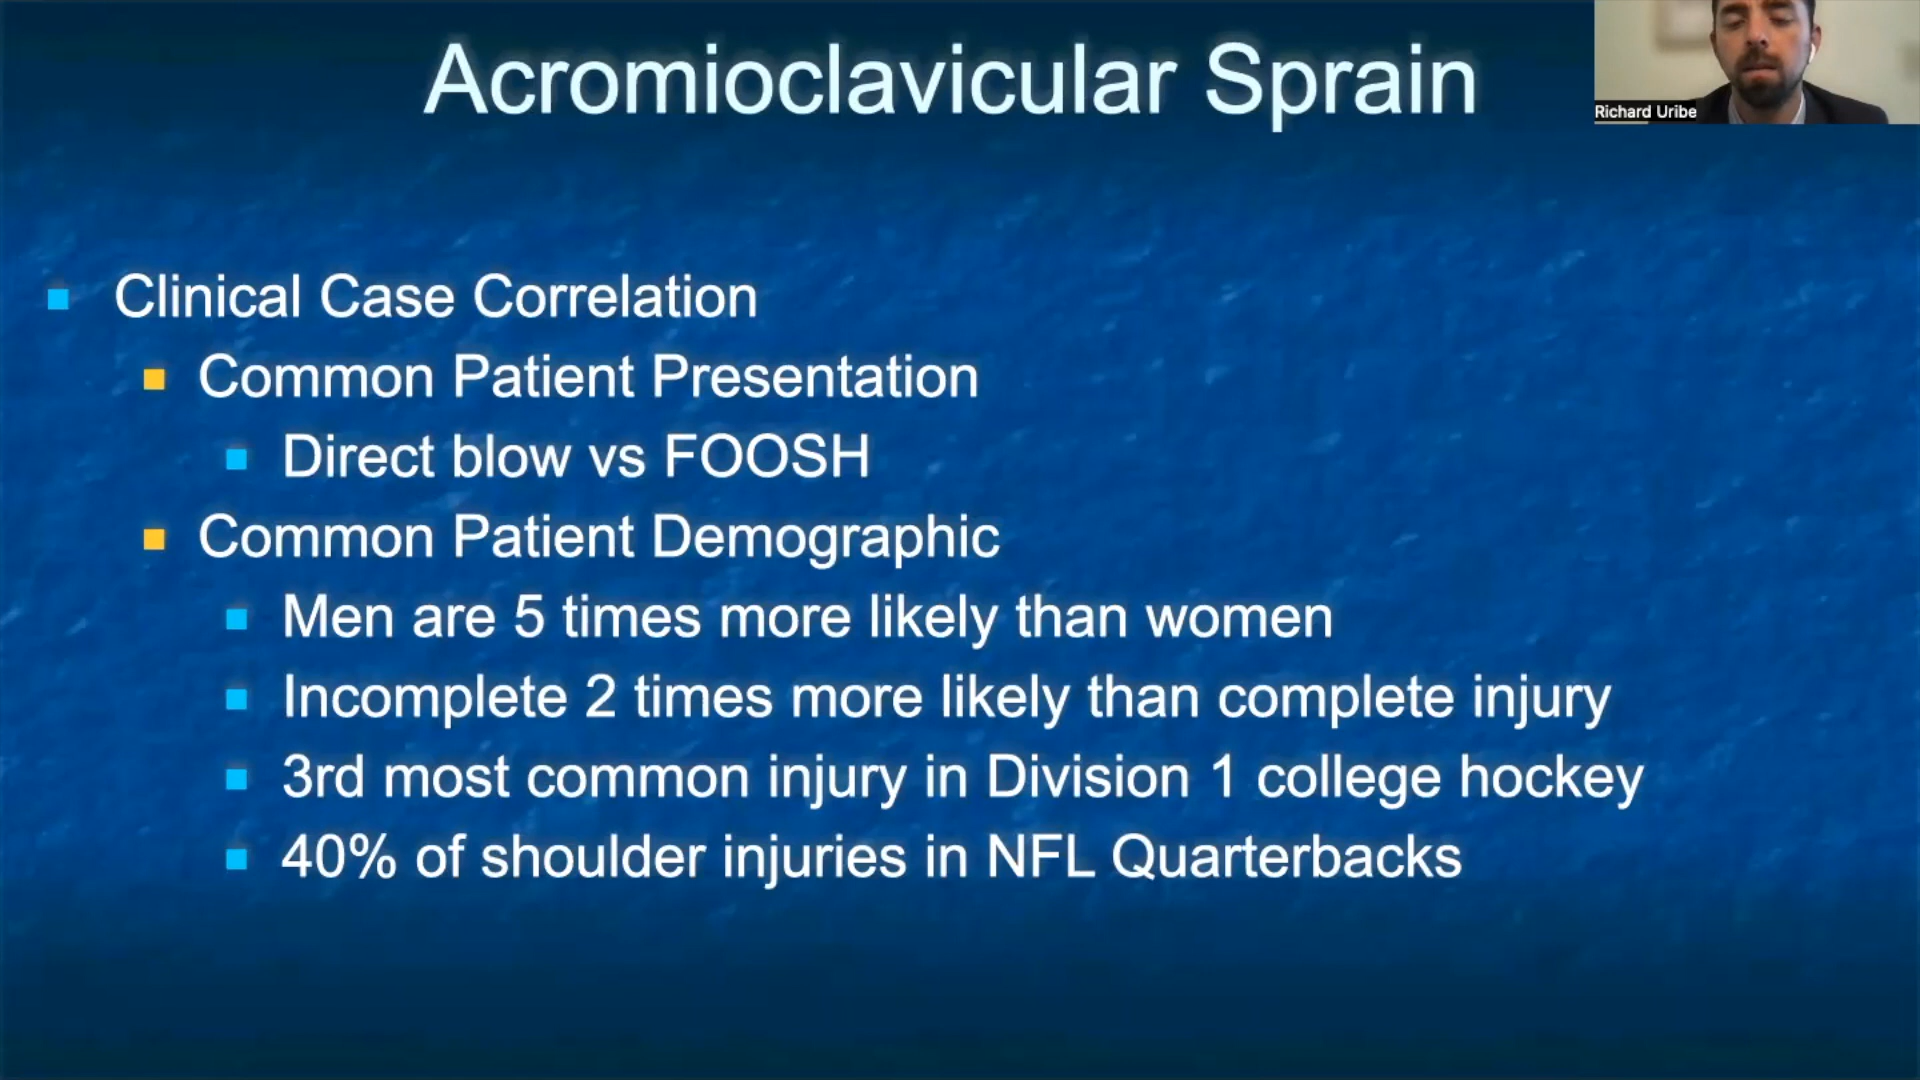 Acromioclavicular Sprain
Richard Uribe
Clinical Case Correlation
Common Patient Presentation
Direct blow vs FOOSH
Common Patient Demographic
Men are 5 times more likely than women
Incomplete 2 times more likely than complete injury
3rd most common injury in Division 1 college hockey
40% of shoulder injuries in NFL Quarterbacks